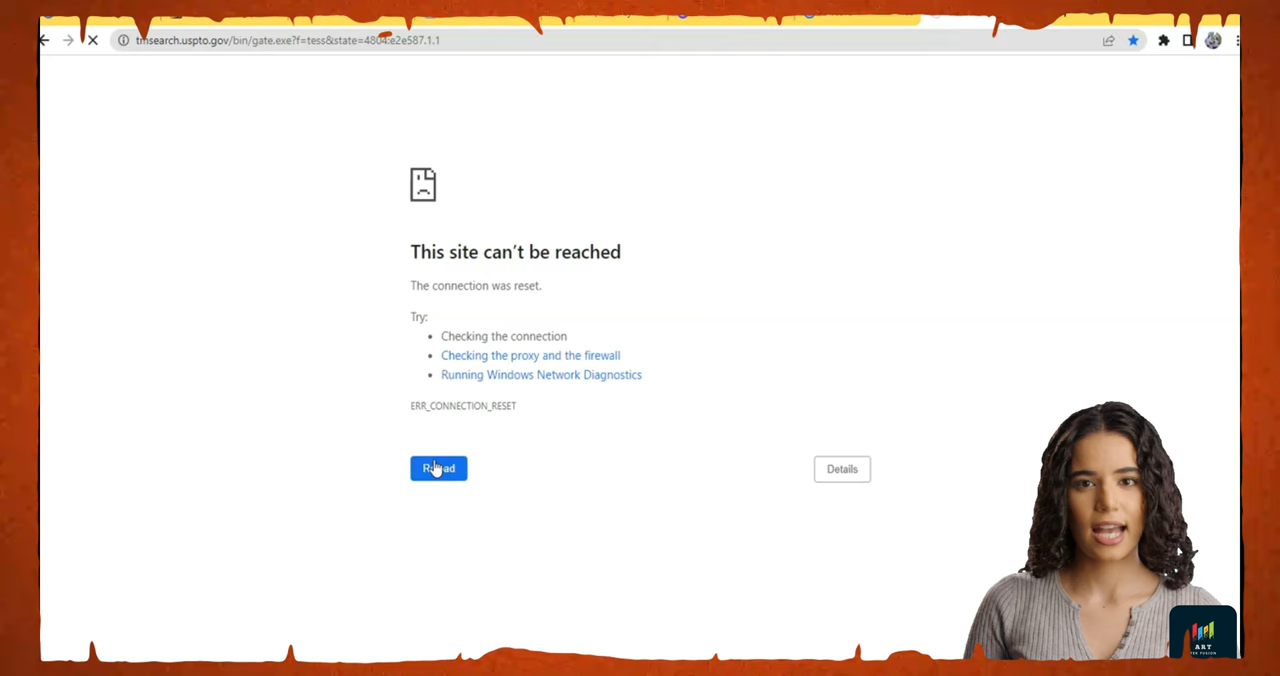 tmsearch.uspto.gov/bin/gate.exe?f=tess&state=4804:e2e587.1.1
This site can't be reached
The connection was reset.
Try:
Checking the connection
Checking the proxy and the firewall
Running Windows Network Diagnostics
ERR_CONNECTION_RESET
Details
ART